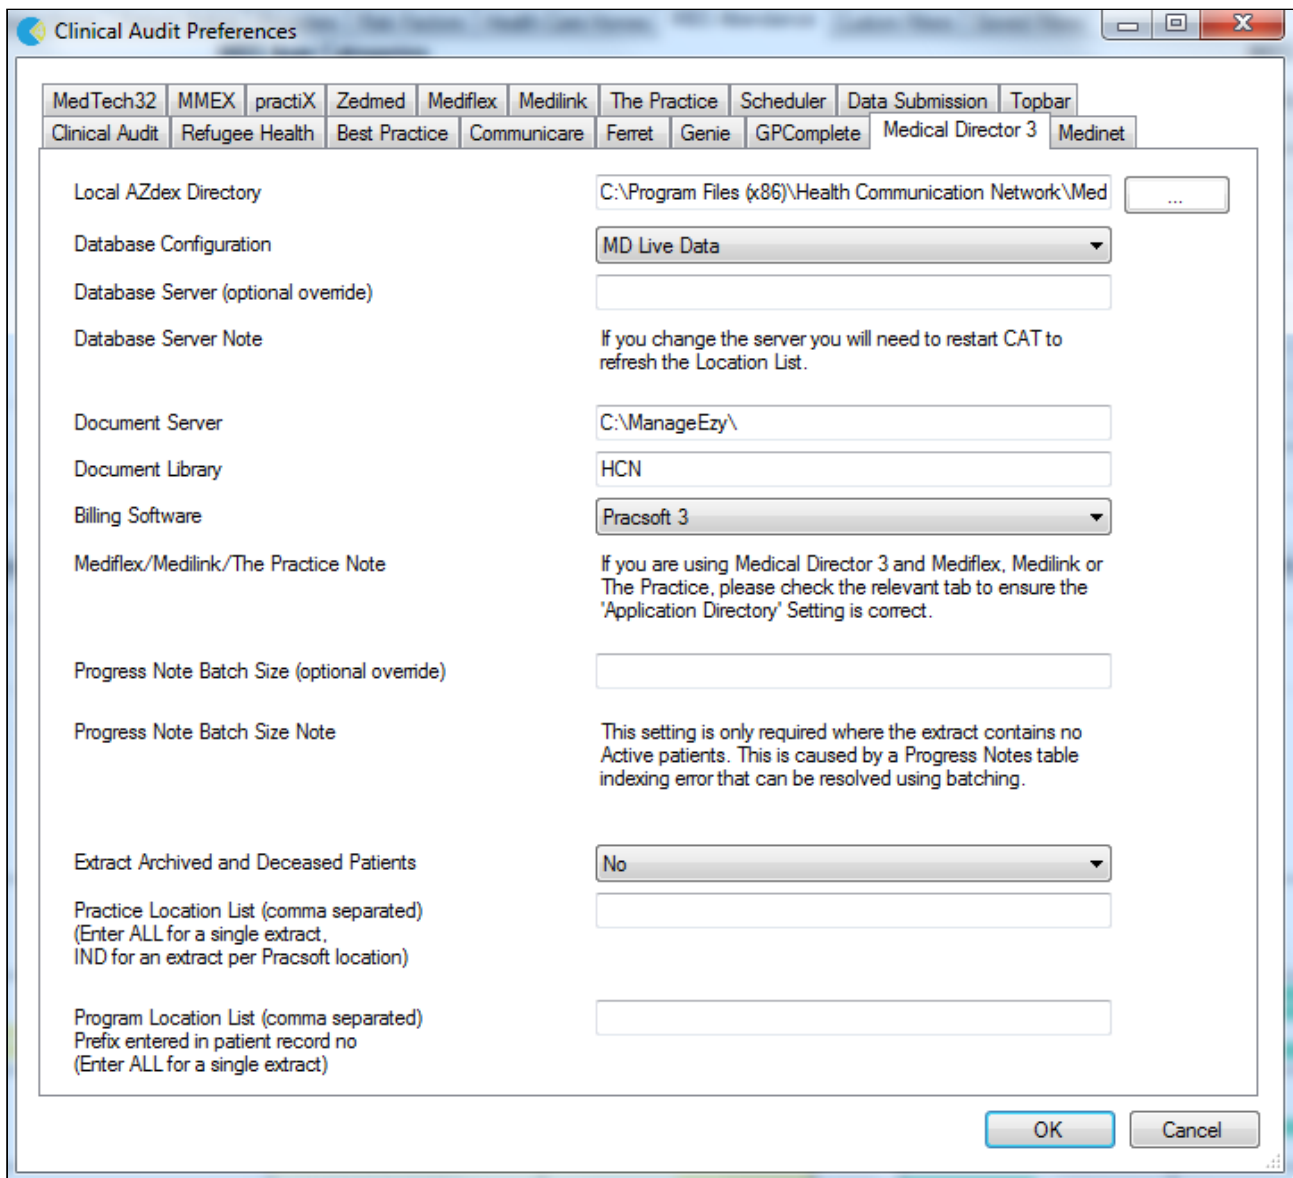 Clinical Audit Preferences
MedTech32 MMEX practiX Zedmed Mediflex Medilink The Practice Scheduler Data Submission Topbar
Clinical Audit Refugee Health Best Practice Communicare Ferret Genie GPComplete Medical Director 3 Medinet
Local AZdex Directory C:\Program Files (x86)\Health Communication Network\Med ...
Database Configuration MD Live Data
Database Server (optional override)
Database Server Note If you change the server you will need to restart CAT to
refresh the Location List.
Document Server C:\ManageEzy\
Document Library HCN
Billing Software Pracsoft 3
Mediflex/Medilink/The Practice Note If you are using Medical Director 3 and Mediflex, Medilink or
The Practice, please check the relevant tab to ensure the
'Application Directory' Setting is correct.
Progress Note Batch Size (optional override)
Progress Note Batch Size Note This setting is only required where the extract contains no
Active patients. This is caused by a Progress Notes table
indexing error that can be resolved using batching.
Extract Archived and Deceased Patients No
Practice Location List (comma separated)
(Enter ALL for a single extract,
IND for an extract per Pracsoft location)
Program Location List (comma separated)
Prefix entered in patient record no
(Enter ALL for a single extract)
OK Cancel